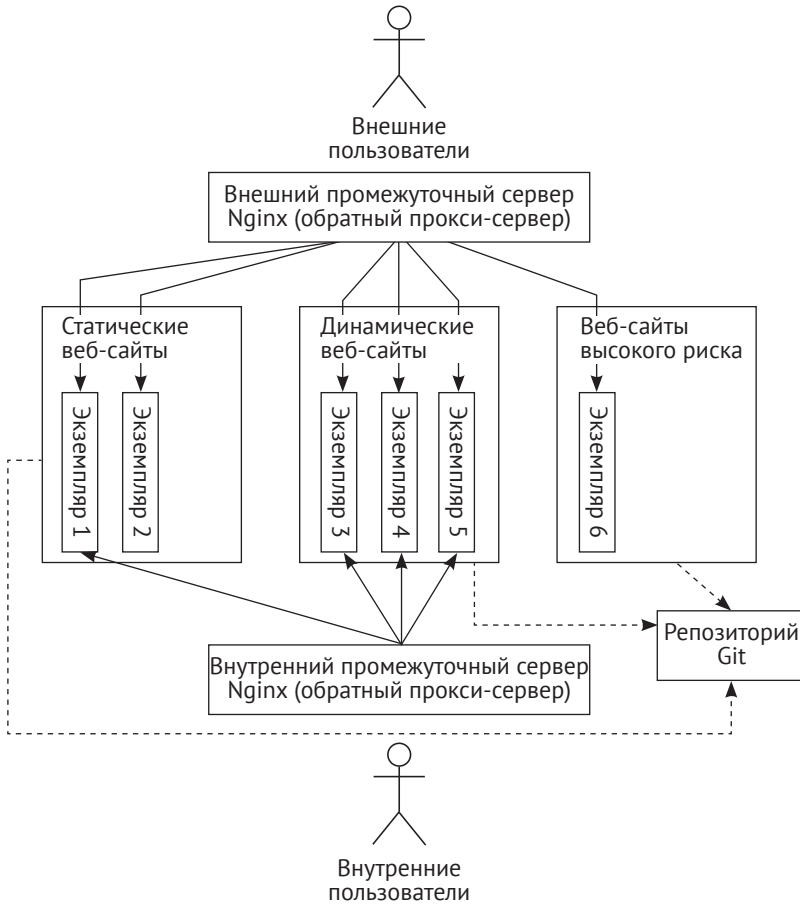 Внешние
пользователи
Внешний промежуточный сервер
Nginx (обратный прокси-сервер)
Статические
веб-сайты
Динамические
веб-сайты
Веб-сайты
высокого риска
Экземпляр 1
Экземпляр 2
Экземпляр 3
Экземпляр 4
Экземпляр 5
Экземпляр 6
Репозиторий
Git
Внутренний промежуточный сервер
Nginx (обратный прокси-сервер)
Внутренние
пользователи